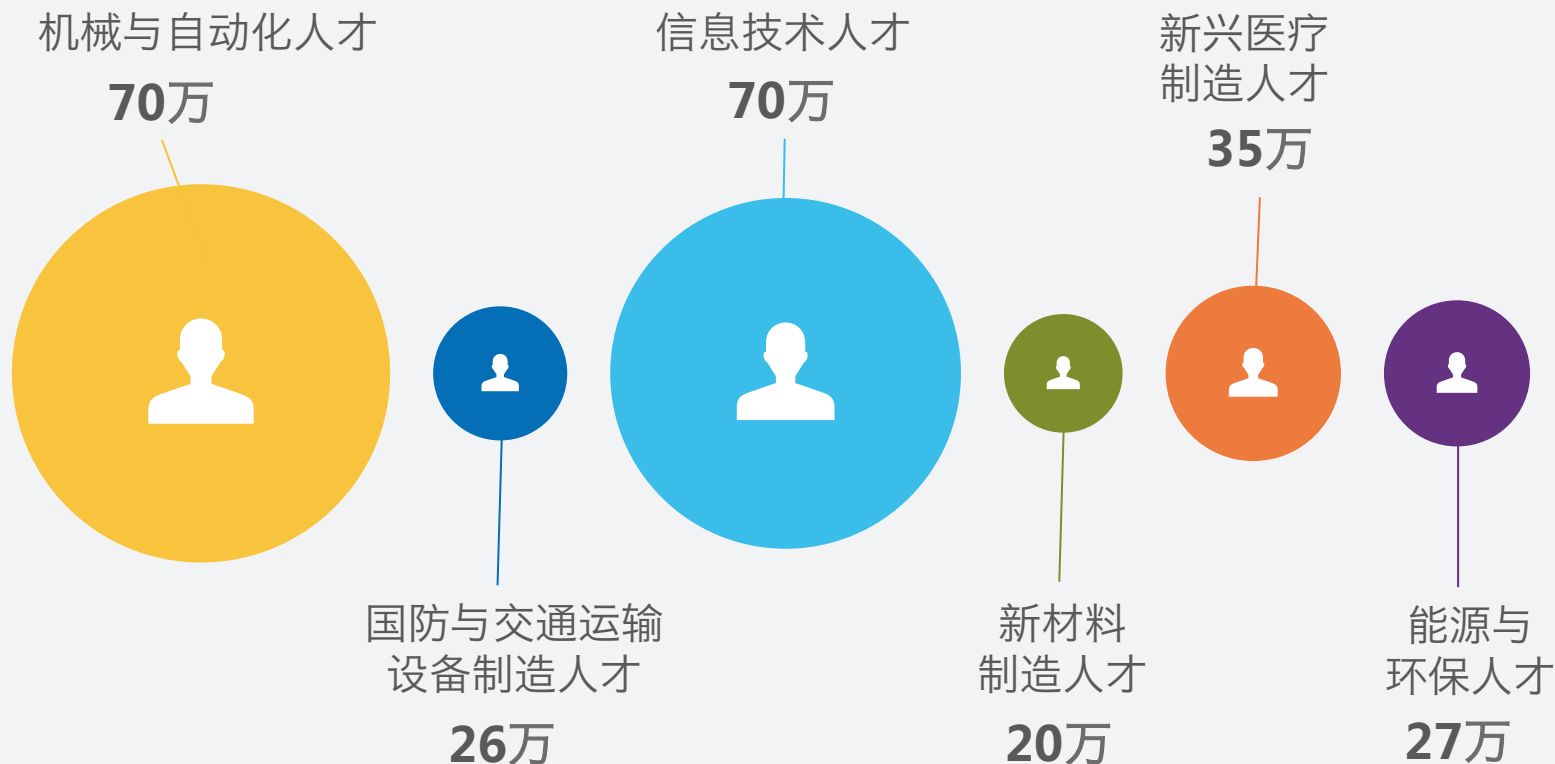 机械与自动化人才
70万
信息技术人才
70万
新兴医疗
制造人才
35万
国防与交通运输
设备制造人才
26万
新材料
制造人才
20万
能源与
环保人才
27万